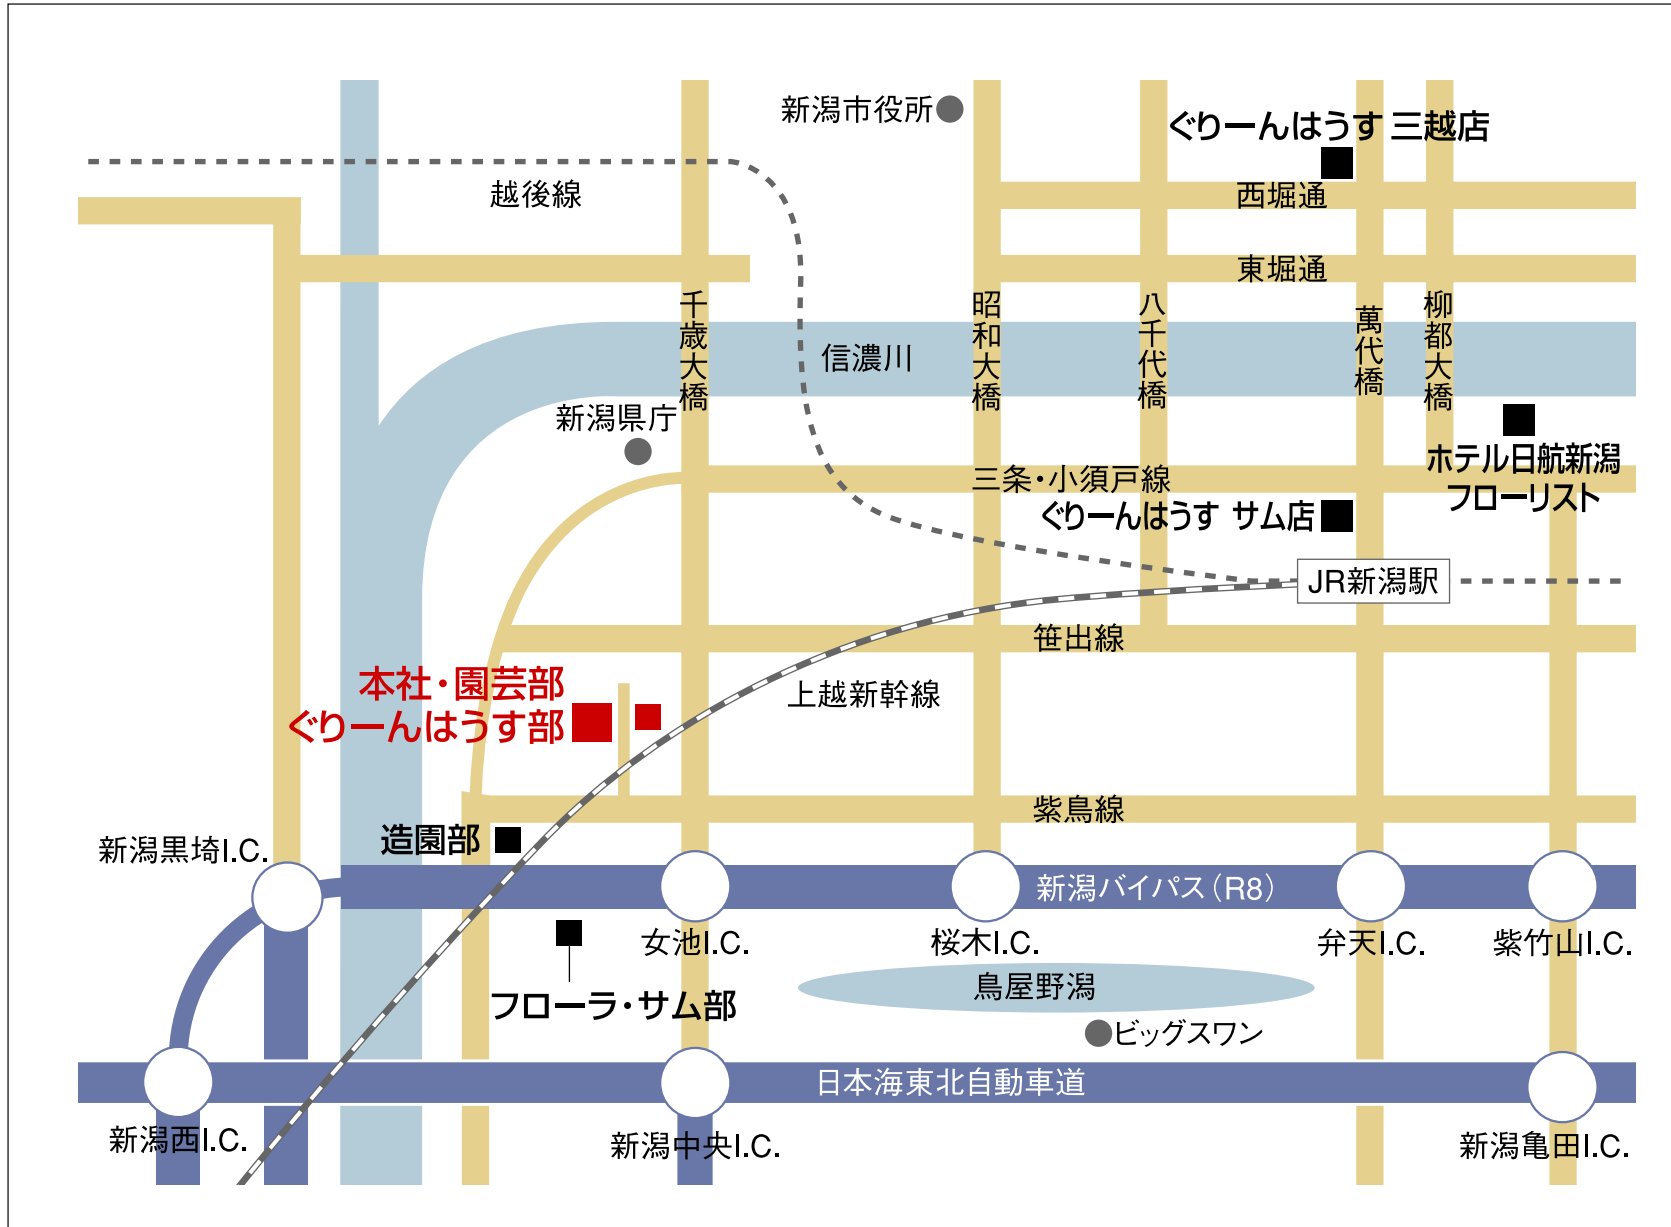 新潟市役所
ぐりーんはうす 三越店
越後線
西堀通
東堀通
千歳大橋
昭和大橋
八千代橋
萬代橋
柳都大橋
信濃川
新潟県庁
ホテル日航新潟
フローリスト
三条・小須戸線
ぐりーんはうす サム店
JR新潟駅
笹出線
本社・園芸部
ぐりーんはうす部
上越新幹線
紫鳥線
造園部
新潟黒埼I.C.
新潟バイパス(R8)
女池I.C.
桜木I.C.
弁天I.C.
紫竹山I.C.
フローラ・サム部
鳥屋野潟
ビッグスワン
日本海東北自動車道
新潟西I.C.
新潟中央I.C.
新潟亀田I.C.